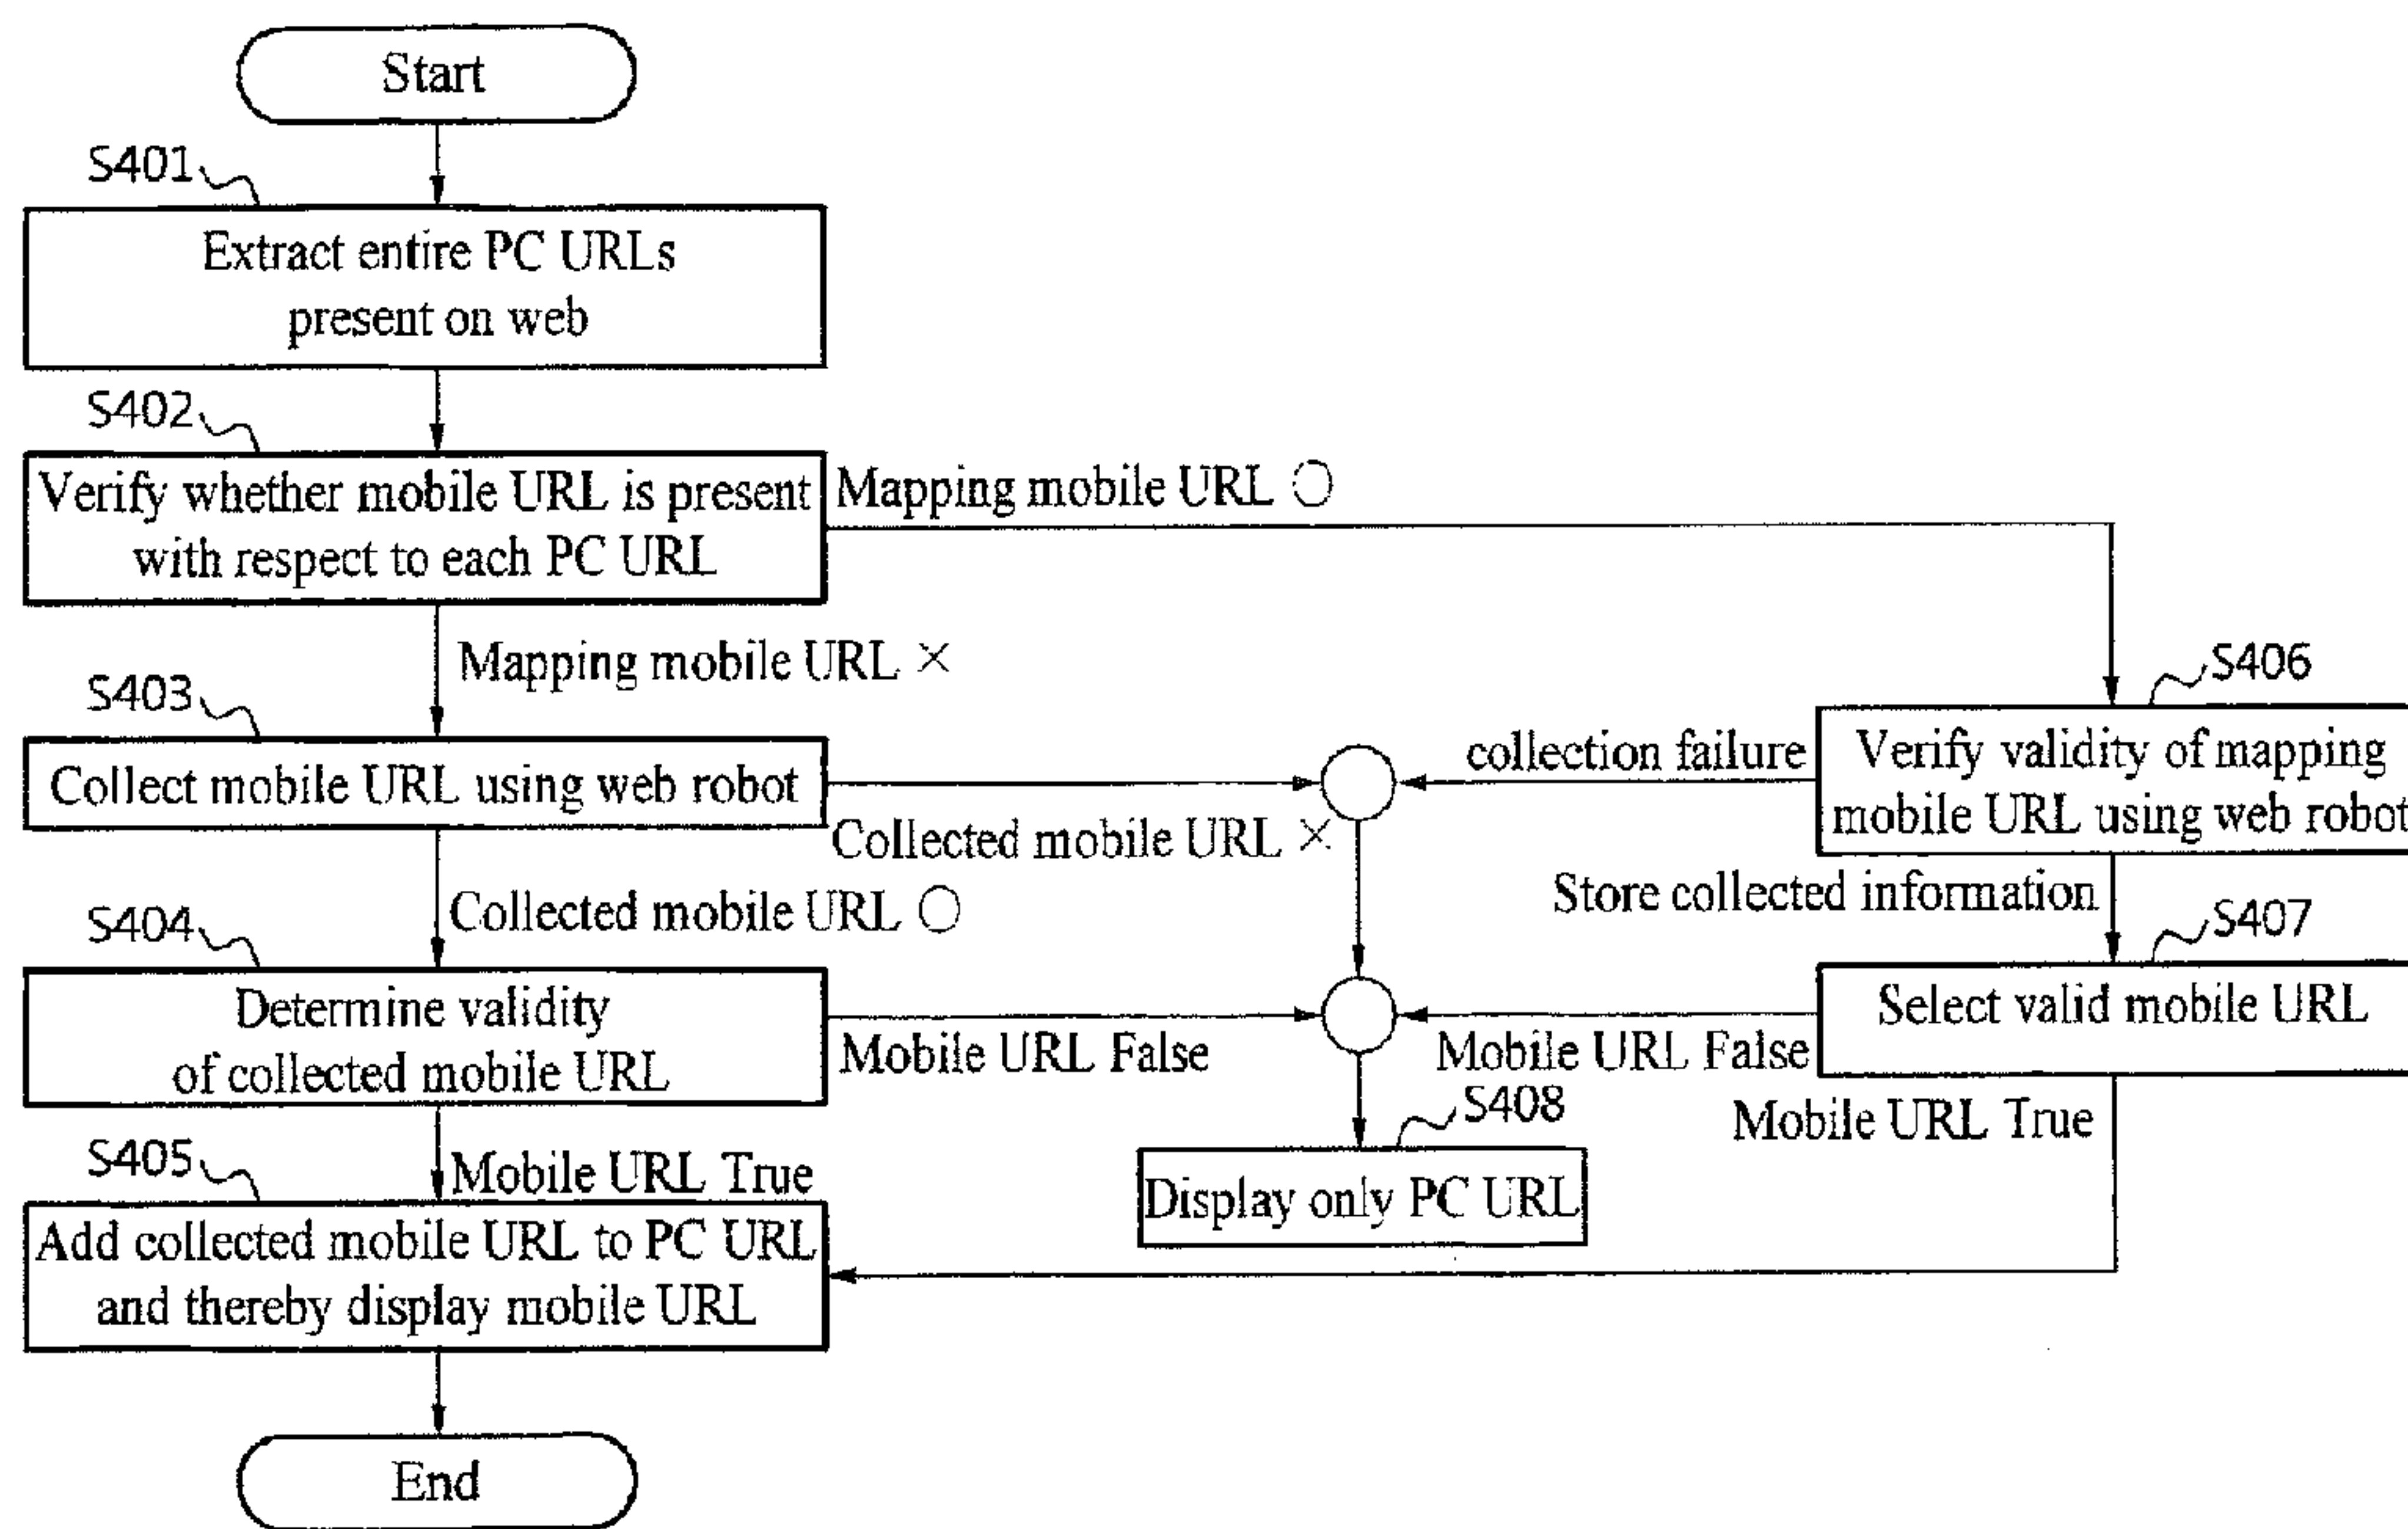 Start
S401
Extract entire PC URLs
present on web
S402
Verify whether mobile URL is present
with respect to each PC URL
Mapping mobile URL ○
Mapping mobile URL ×
S403
Collect mobile URL using web robot
Collected mobile URL ×
collection failure
S406
Verify validity of mapping
mobile URL using web robot
Store collected information
Collected mobile URL ○
S404
Determine validity
of collected mobile URL
Mobile URL False
S407
Select valid mobile URL
Mobile URL False
Mobile URL True
S408
Display only PC URL
Mobile URL True
S405
Add collected mobile URL to PC URL
and thereby display mobile URL
End